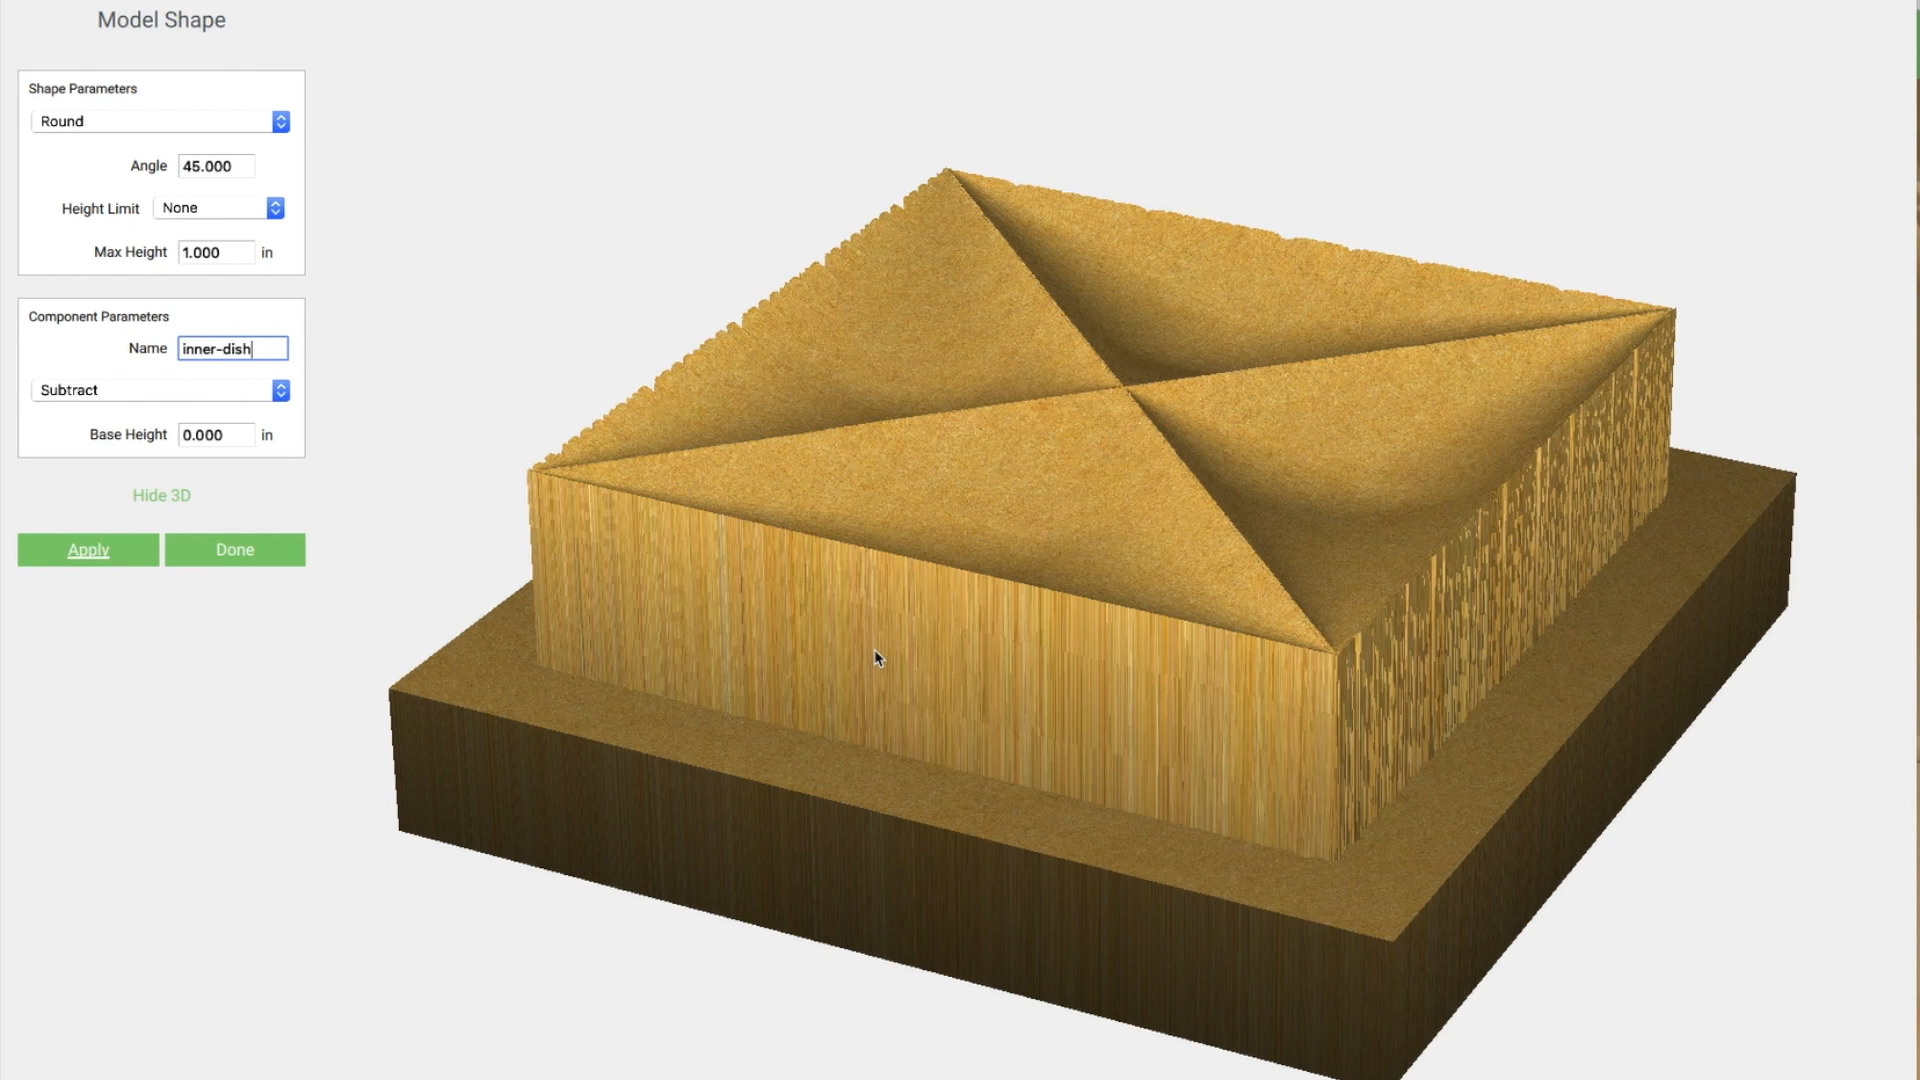 Model Shape
Shape Parameters
Round
Angle 45.000
Height Limit None
Max Height 1.000 in
Component Parameters
Name inner-dish
Subtract
Base Height 0.000 in
Hide 3D
Apply Done